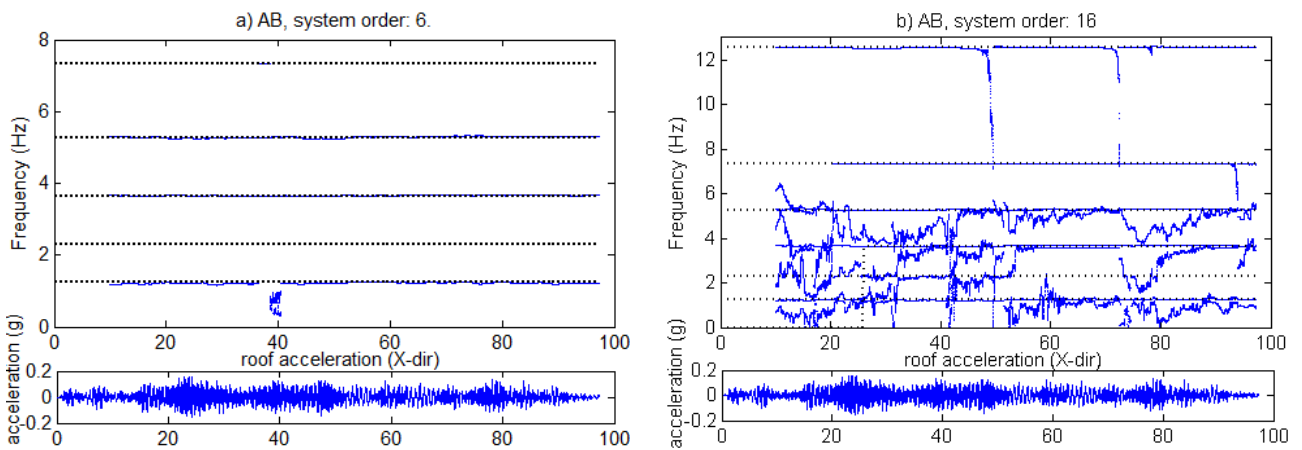 a) AB, system order: 6.
Frequency (Hz)
8
6
4
2
0
0 20 40 60 80 100
roof acceleration (X-dir)
acceleration (g)
0.2
0
-0.2
0 20 40 60 80 100
b) AB, system order: 16
Frequency (Hz)
12
10
8
6
4
2
0
0 20 40 60 80 100
roof acceleration (X-dir)
acceleration (g)
0.2
0
-0.2
0 20 40 60 80 100